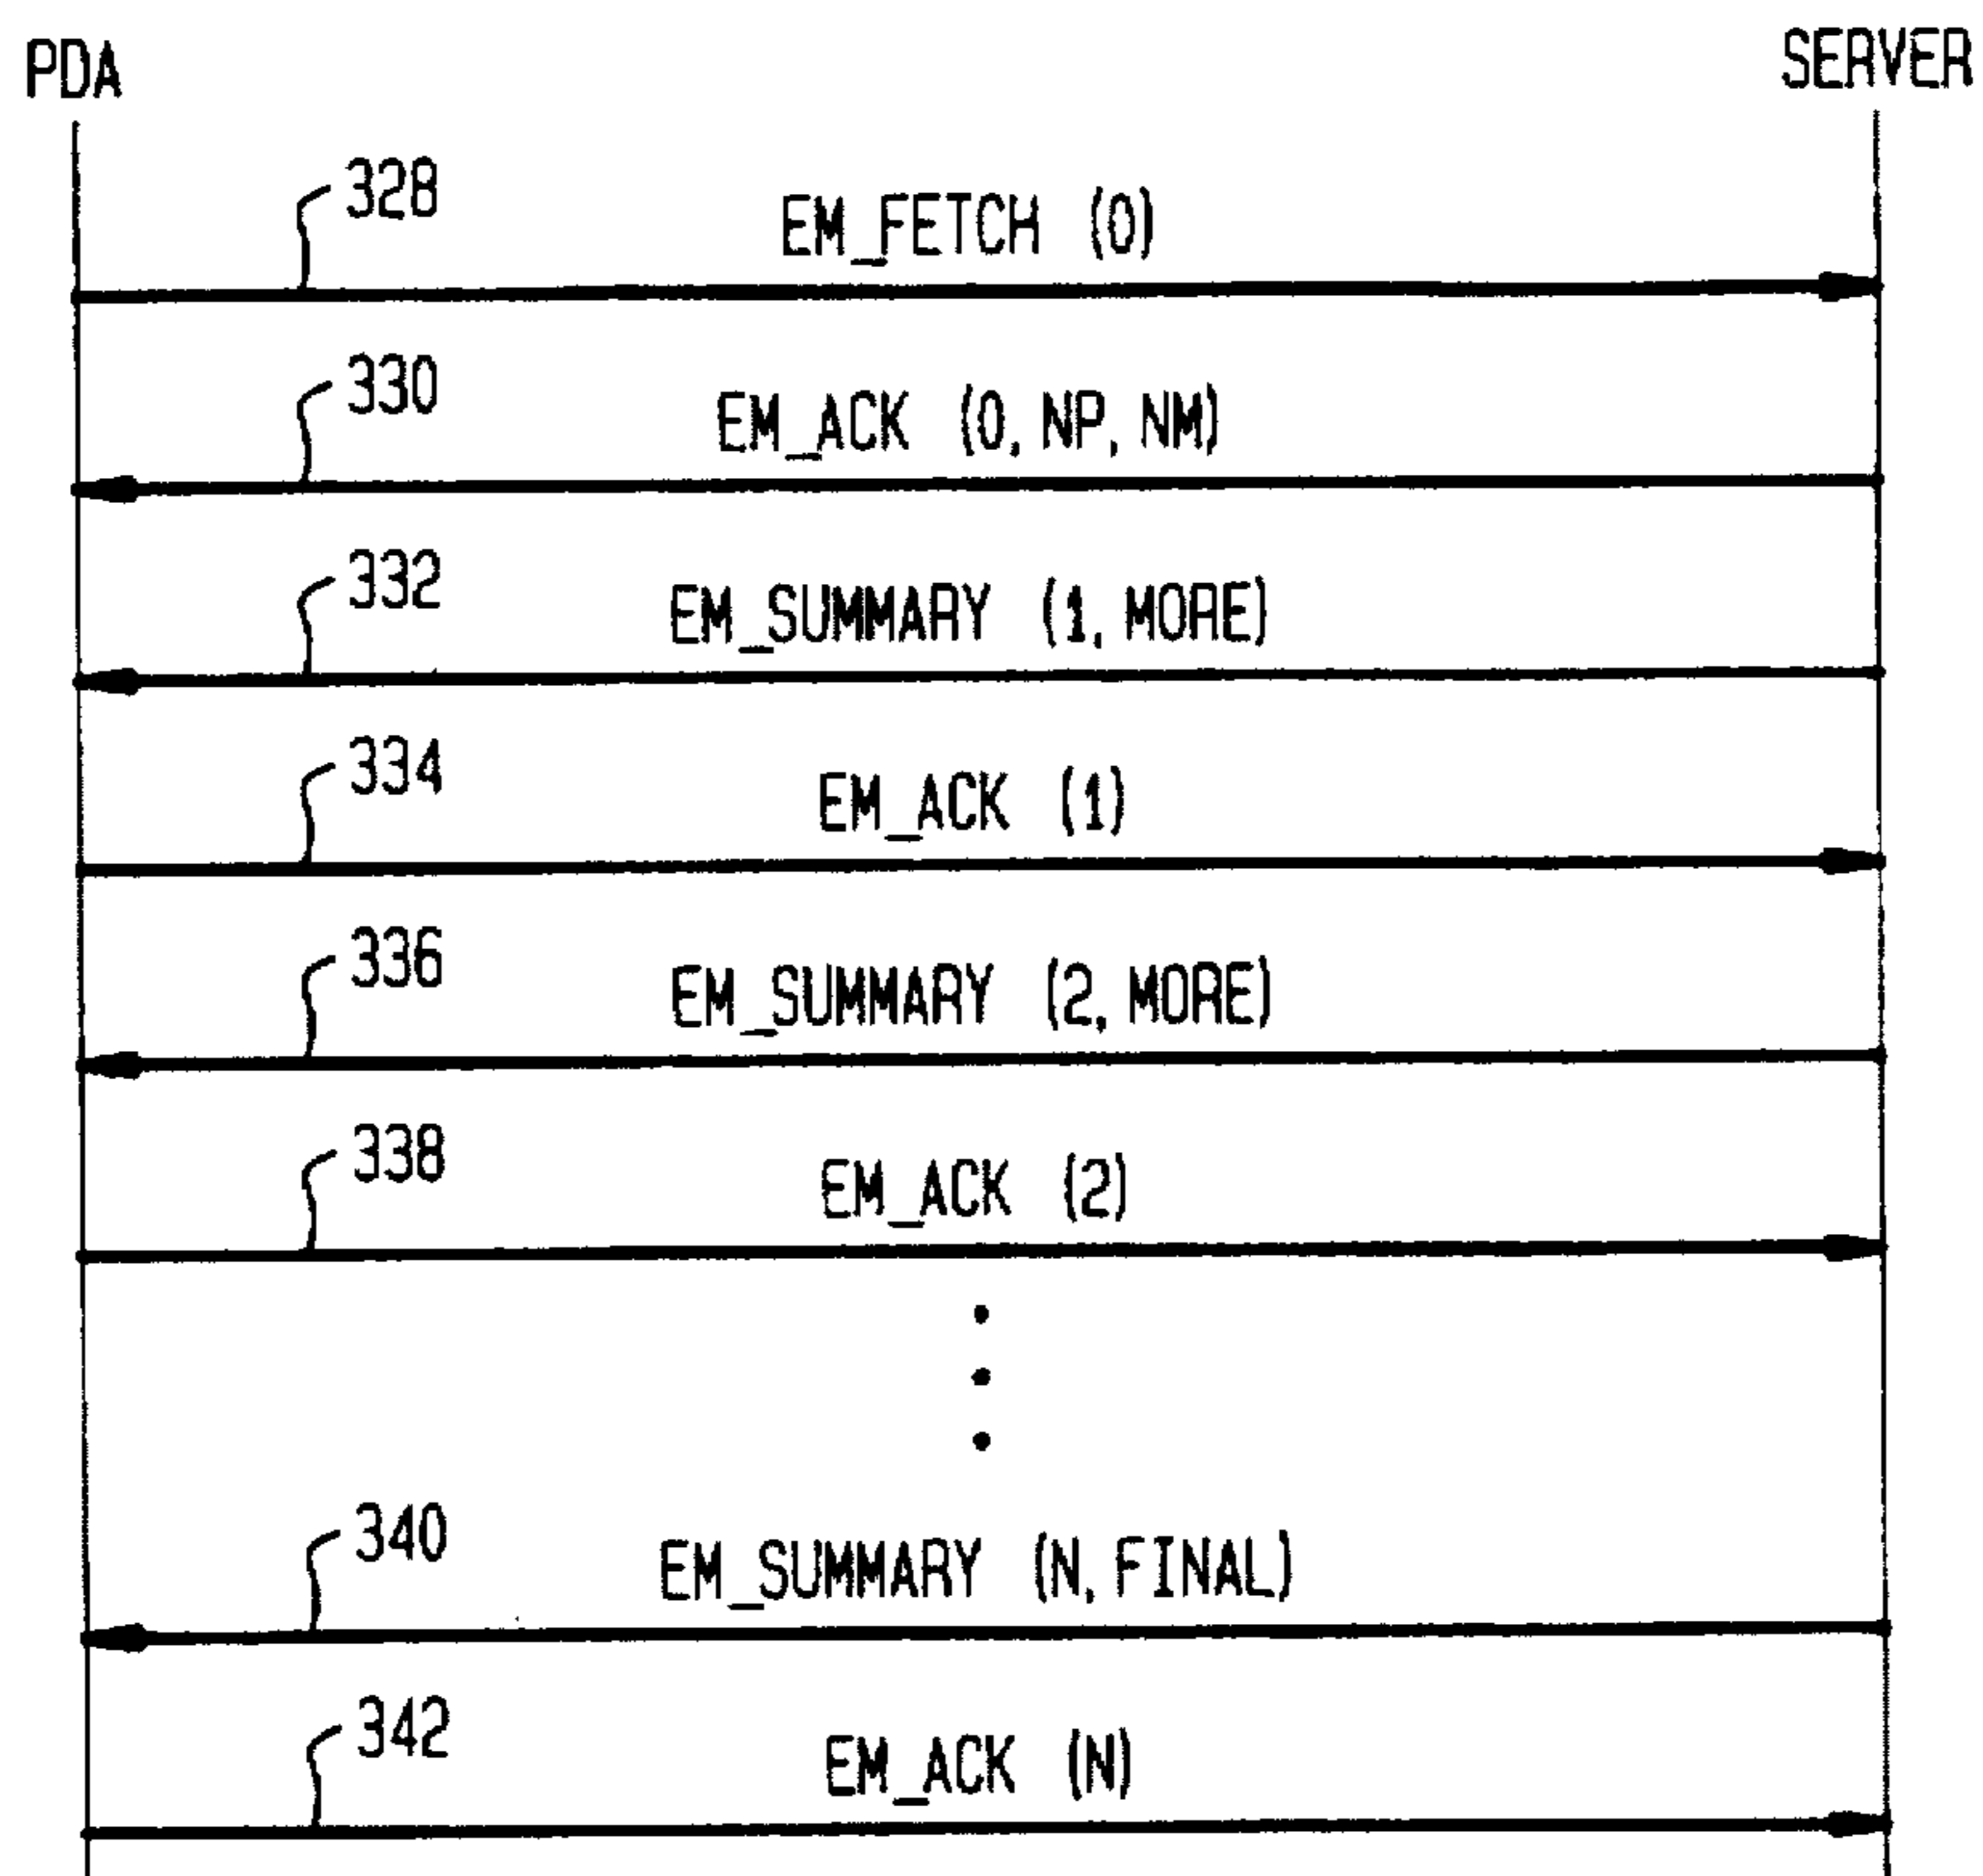 PDA
SERVER
328
EM_FETCH (0)
330
EM_ACK (0, NP, NM)
332
EM_SUMMARY (1, MORE)
334
EM_ACK (1)
336
EM_SUMMARY (2, MORE)
338
EM_ACK (2)
340
EM_SUMMARY (N, FINAL)
342
EM_ACK (N)